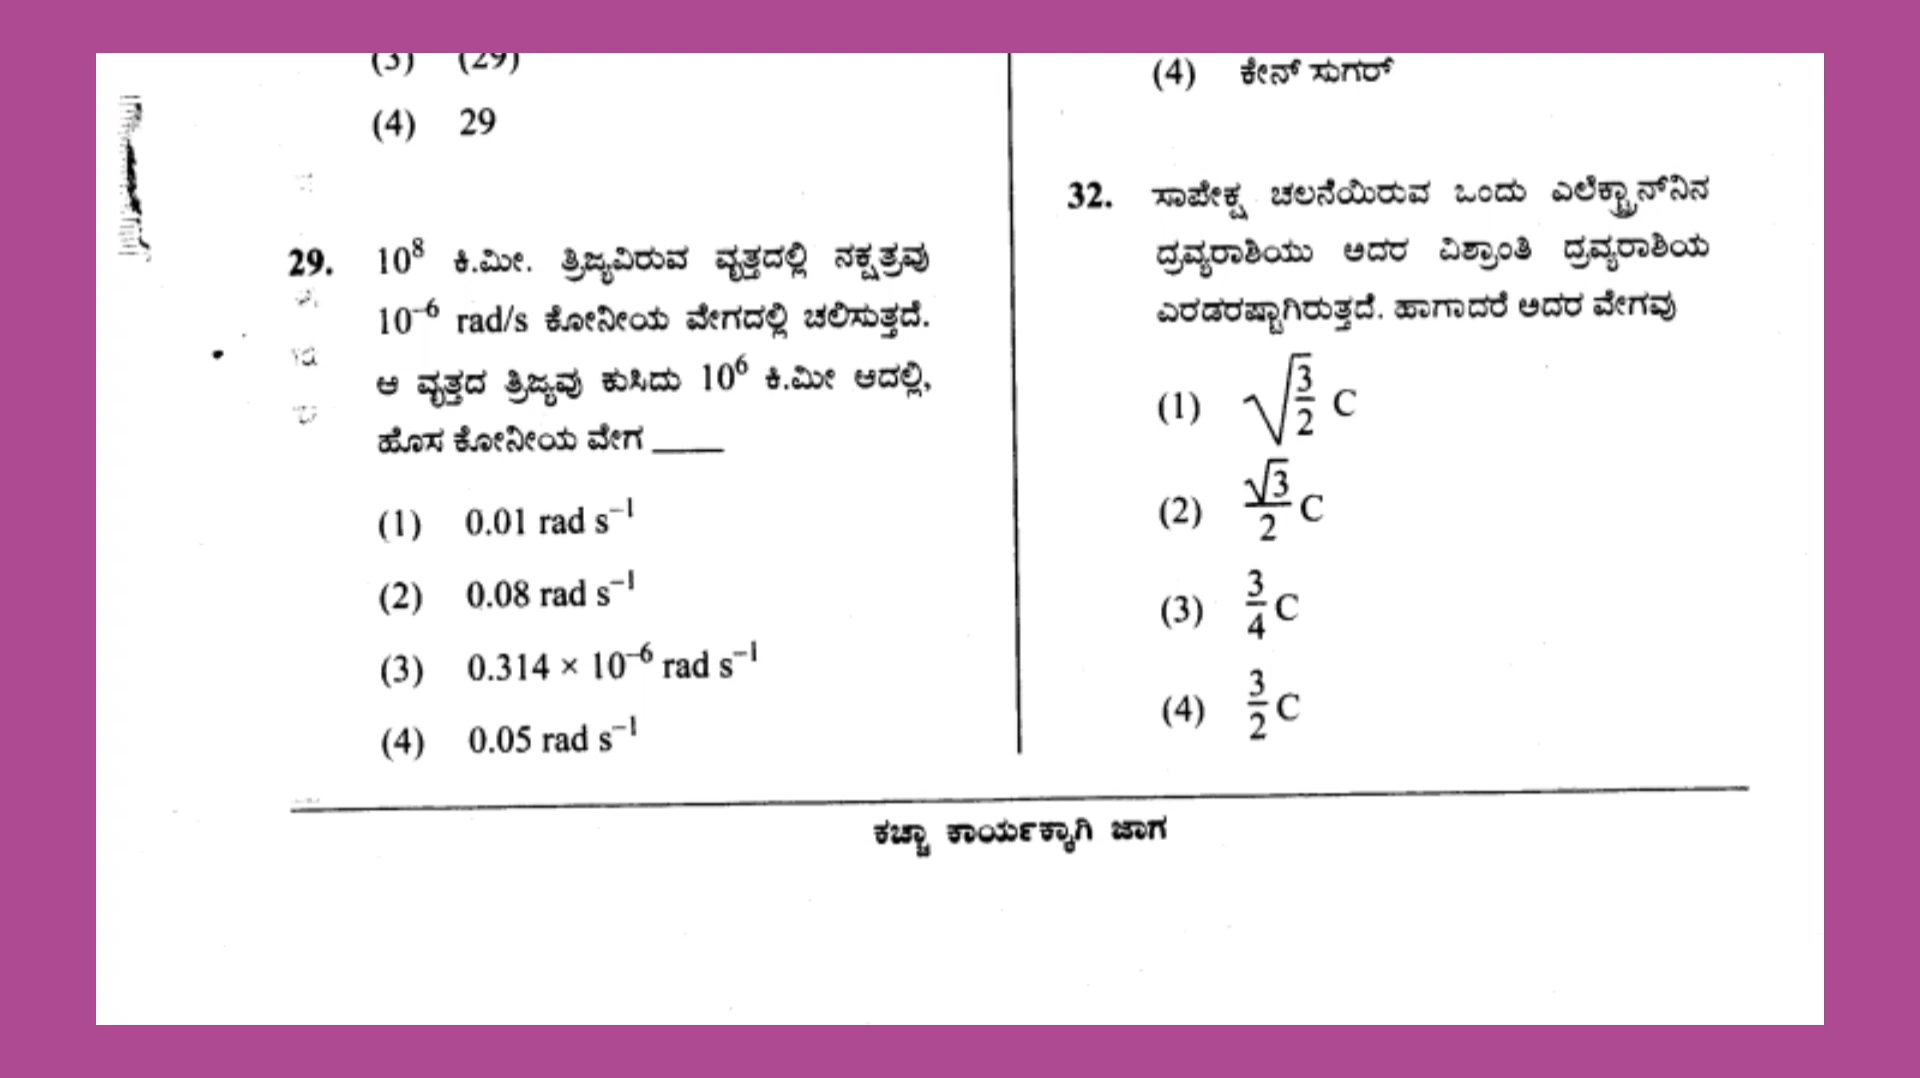 (3) (29)
(4) 29
29. 10⁸ ಕಿ.ಮೀ. ತ್ರಿಜ್ಯವಿರುವ ವೃತ್ತದಲ್ಲಿ ನಕ್ಷತ್ರವು
10⁻⁶ rad/s ಕೋನೀಯ ವೇಗದಲ್ಲಿ ಚಲಿಸುತ್ತದೆ.
ಆ ವೃತ್ತದ ತ್ರಿಜ್ಯವು ಕುಸಿದು 10⁶ ಕಿ.ಮೀ ಆದಲ್ಲಿ,
ಹೊಸ ಕೋನೀಯ ವೇಗ ____
(1) 0.01 rad s⁻¹
(2) 0.08 rad s⁻¹
(3) 0.314 × 10⁻⁶ rad s⁻¹
(4) 0.05 rad s⁻¹
(4) ಕೇನ್ ಸುಗರ್
32. ಸಾಪೇಕ್ಷ ಚಲನೆಯಿರುವ ಒಂದು ಎಲೆಕ್ಟ್ರಾನ್‌ನಿನ
ದ್ರವ್ಯರಾಶಿಯು ಅದರ ವಿಶ್ರಾಂತಿ ದ್ರವ್ಯರಾಶಿಯ
ಎರಡರಷ್ಟಾಗಿರುತ್ತದೆ. ಹಾಗಾದರೆ ಅದರ ವೇಗವು
(1) √(3/2) C
(2) √3/2 C
(3) 3/4 C
(4) 3/2 C
ಕಚ್ಚಾ ಕಾರ್ಯಕ್ಕಾಗಿ ಜಾಗ